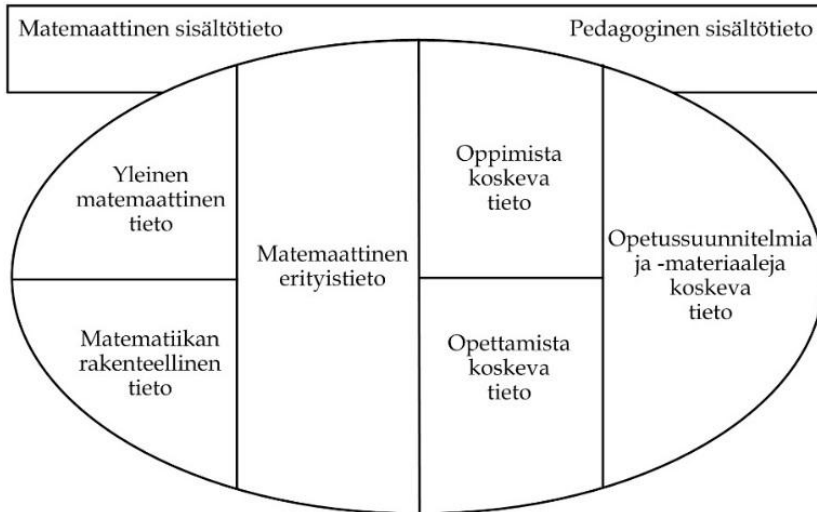 Matemaattinen sisältötieto
Pedagoginen sisältötieto
Yleinen
matemaattinen
tieto
Matematiikan
rakenteellinen
tieto
Matemaattinen
erityistieto
Oppimista
koskeva
tieto
Opettamista
koskeva
tieto
Opetussuunnitelmia
ja -materiaaleja
koskeva
tieto